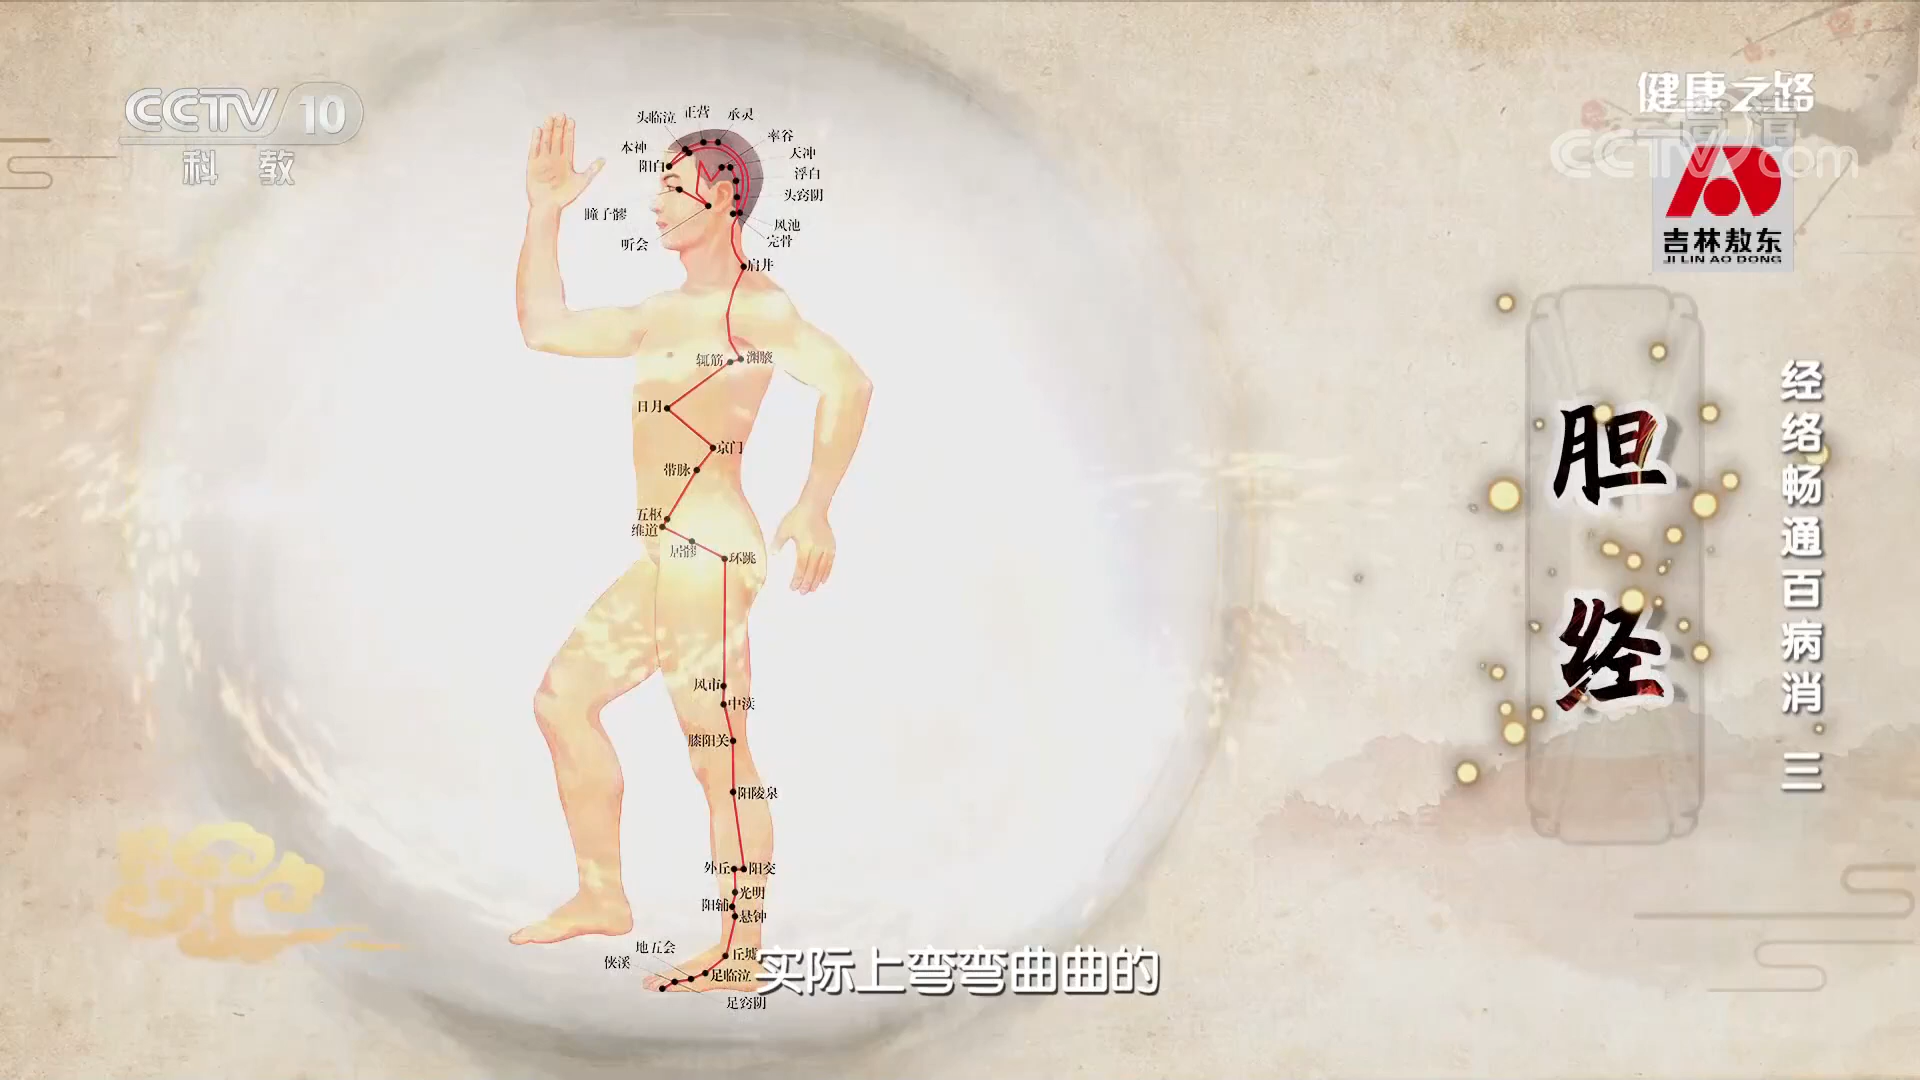 CCTV 10
科 教
健康之路
高清
CCTV.com
吉林敖东
JI LIN AO DONG
经络畅通百病消 三
胆经
头临泣
正营
承灵
本神
率谷
阳白
天冲
浮白
头窍阴
瞳子髎
风池
听会
完骨
肩井
辄筋
渊腋
日月
京门
带脉
五枢
维道
居髎
环跳
风市
中渎
膝阳关
阳陵泉
外丘
阳交
光明
阳辅
悬钟
地五会
丘墟
侠溪
足临泣
足窍阴
实际上弯弯曲曲的